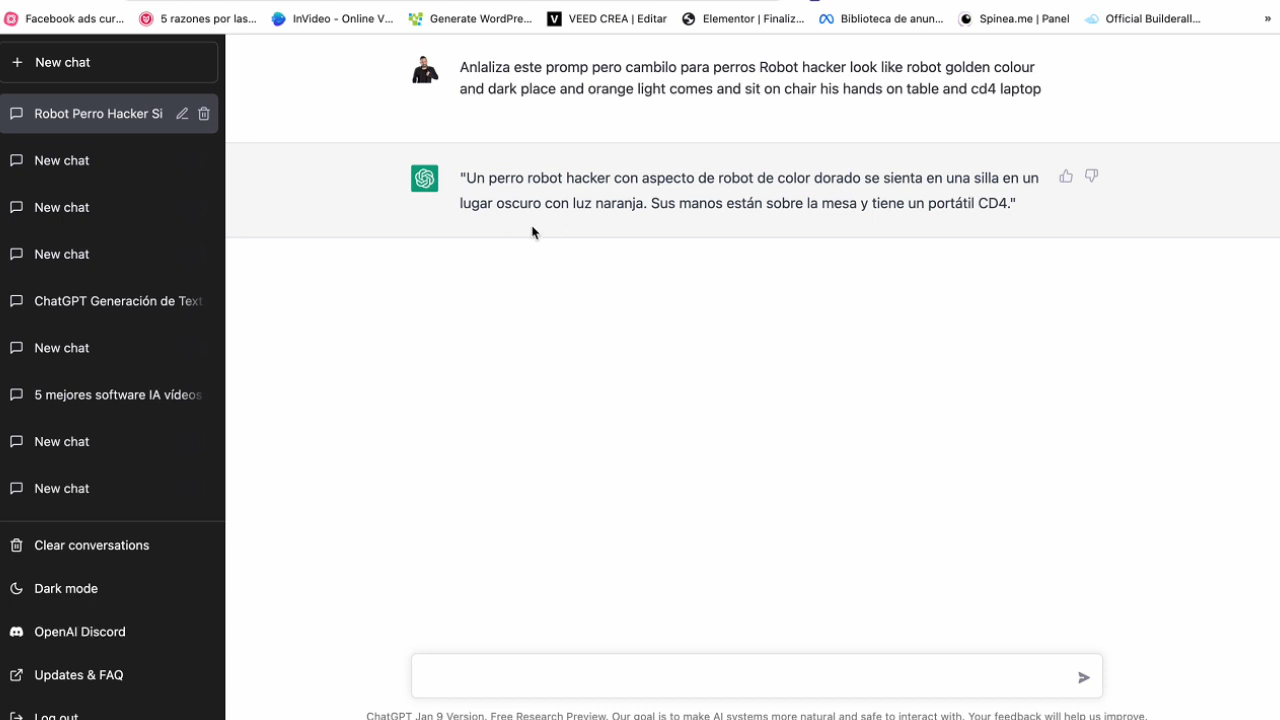 Facebook ads cur...
5 razones por las...
InVideo - Online V...
Generate WordPre...
VEED CREA | Editar
Elementor | Finaliz...
Biblioteca de anun...
Spinea.me | Panel
Official Builderall...
»
+ New chat
Robot Perro Hacker Si
New chat
New chat
New chat
ChatGPT Generación de Text
New chat
5 mejores software IA vídeos
New chat
New chat
Clear conversations
Dark mode
OpenAI Discord
Updates & FAQ
Log out
Anlaliza este promp pero cambilo para perros Robot hacker look like robot golden colour
and dark place and orange light comes and sit on chair his hands on table and cd4 laptop
"Un perro robot hacker con aspecto de robot de color dorado se sienta en una silla en un
lugar oscuro con luz naranja. Sus manos están sobre la mesa y tiene un portátil CD4."
ChatGPT Jan 9 Version. Free Research Preview. Our goal is to make AI systems more natural and safe to interact with. Your feedback will help us improve.